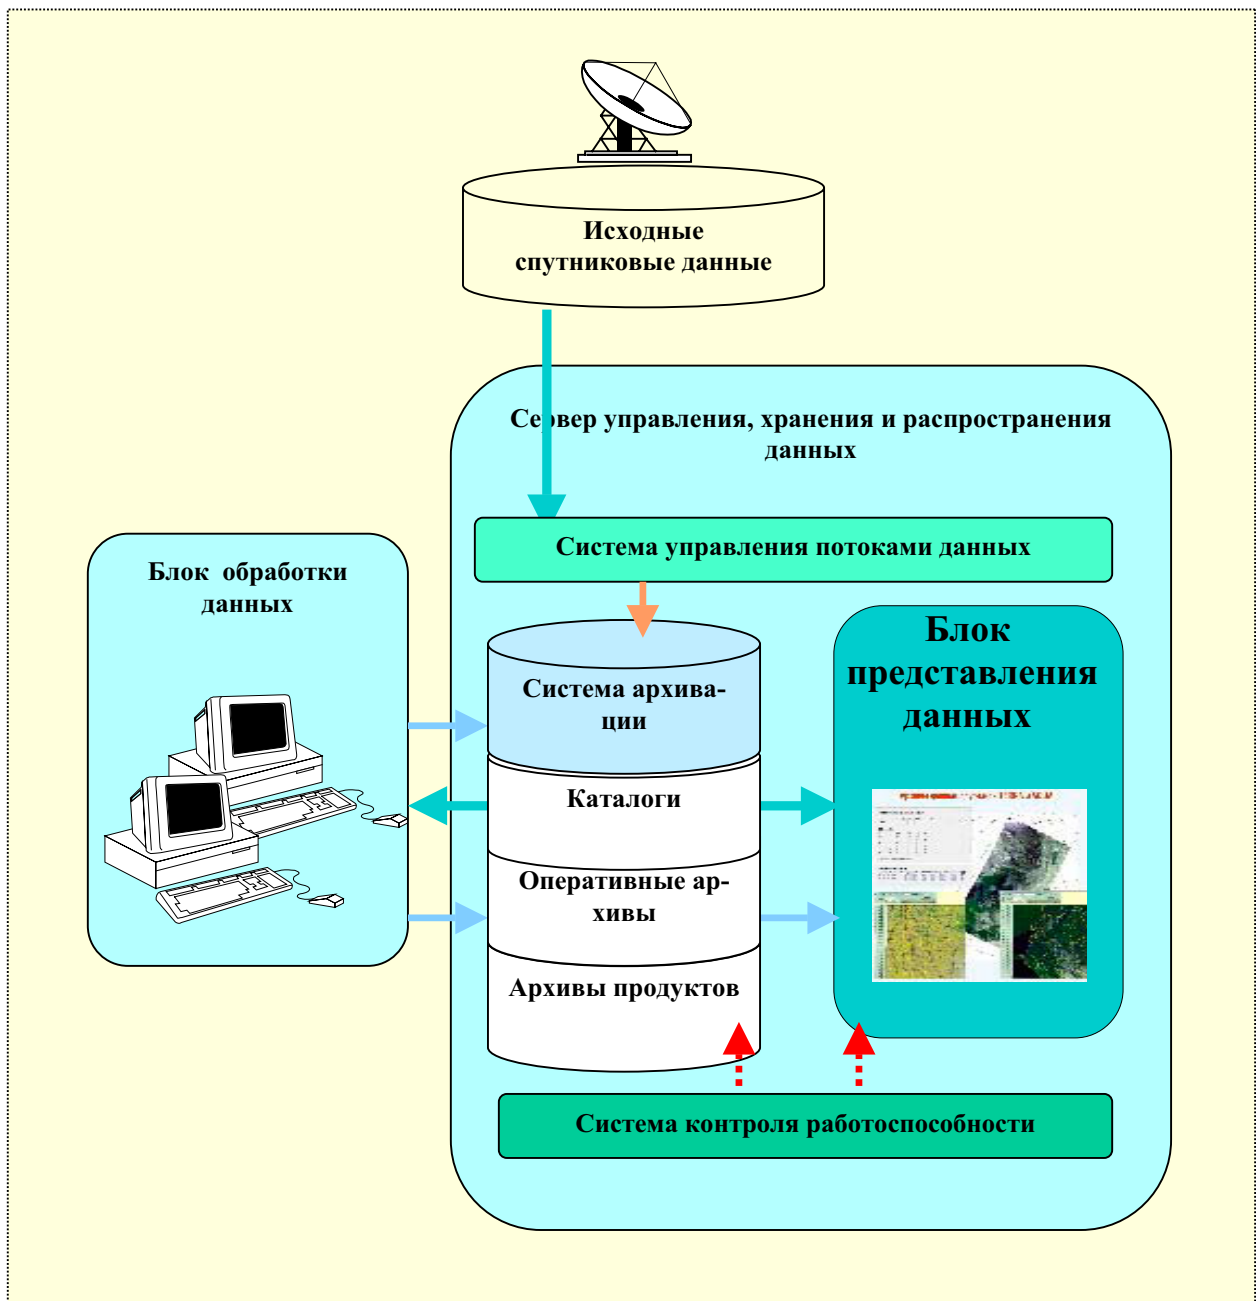 Исходные
спутниковые данные
Сервер управления, хранения и распространения
данных
Система управления потоками данных
Блок обработки
данных
Блок
представления
данных
Система архива-
ции
Каталоги
Оперативные ар-
хивы
Архивы продуктов
Система контроля работоспособности